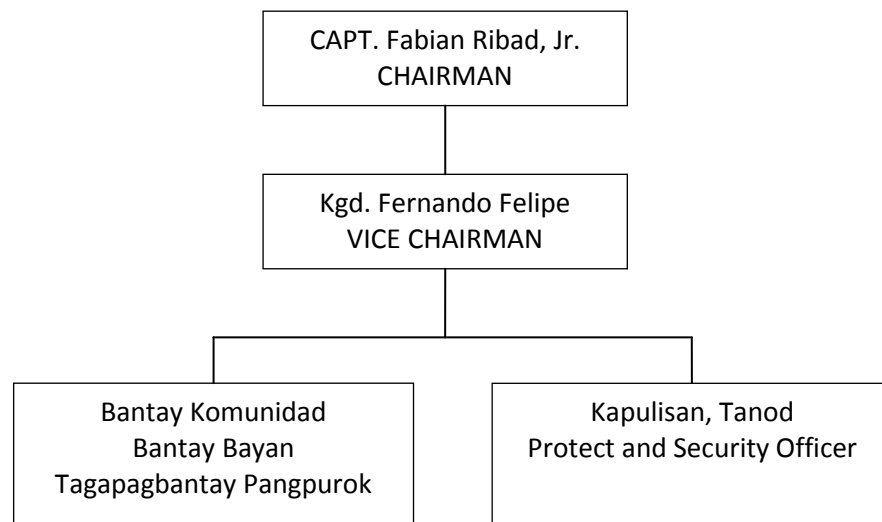 CAPT. Fabian Ribad, Jr.
CHAIRMAN
Kgd. Fernando Felipe
VICE CHAIRMAN
Bantay Komunidad
Bantay Bayan
Tagapagbantay Pangpurok
Kapulisan, Tanod
Protect and Security Officer